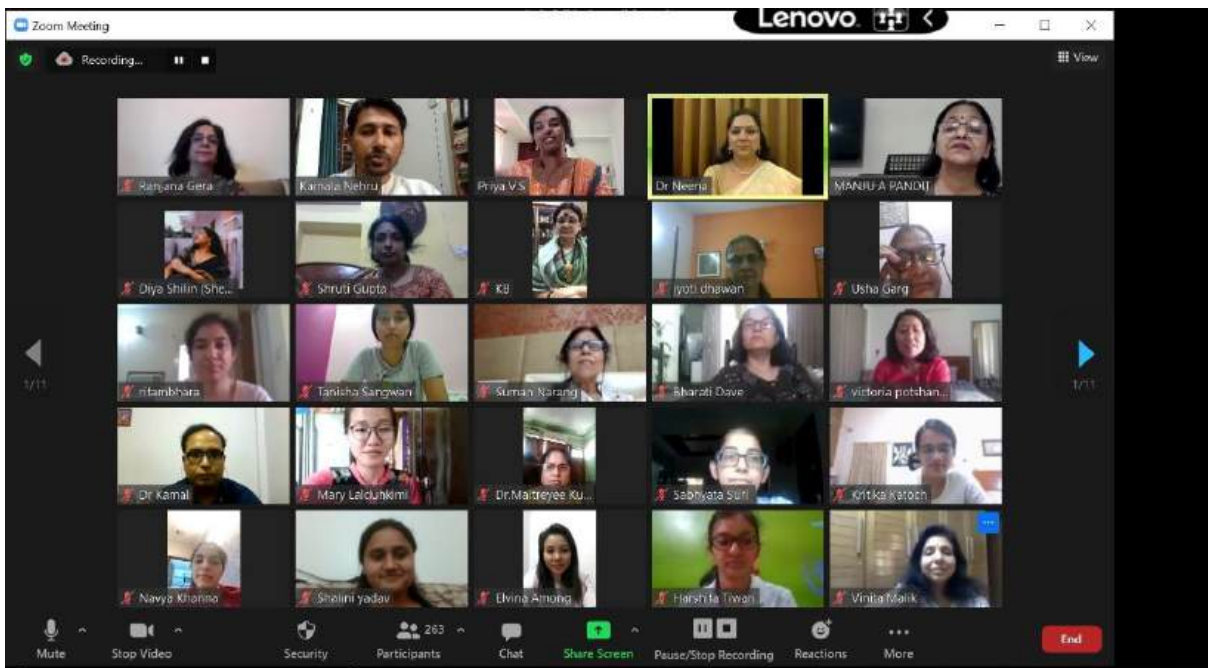 Lenovo
Zoom Meeting
Recording...
View
Ranjana Gera
Kamala Nehru
Priya V S
Dr Neena
MANJU A PANDIT
Diya Shilin (She...
Shruti Gupta
KB
jyoti dhawan
Usha Garg
ritambhara
Tanisha Sangwan
Suman Narang
Bharati Dave
victoria potshan...
1/11
1/11
Dr Kamal
Mary Lalduhkimi
Dr.Maitreyee Ku...
Sabhyata Suri
Kritika Katoch
Navya Khanna
Shalini yadav
Elvina Among
Harshita Tiwari
Vinita Malik
263
Mute
Stop Video
Security
Participants
Chat
Share Screen
Pause/Stop Recording
Reactions
More
End